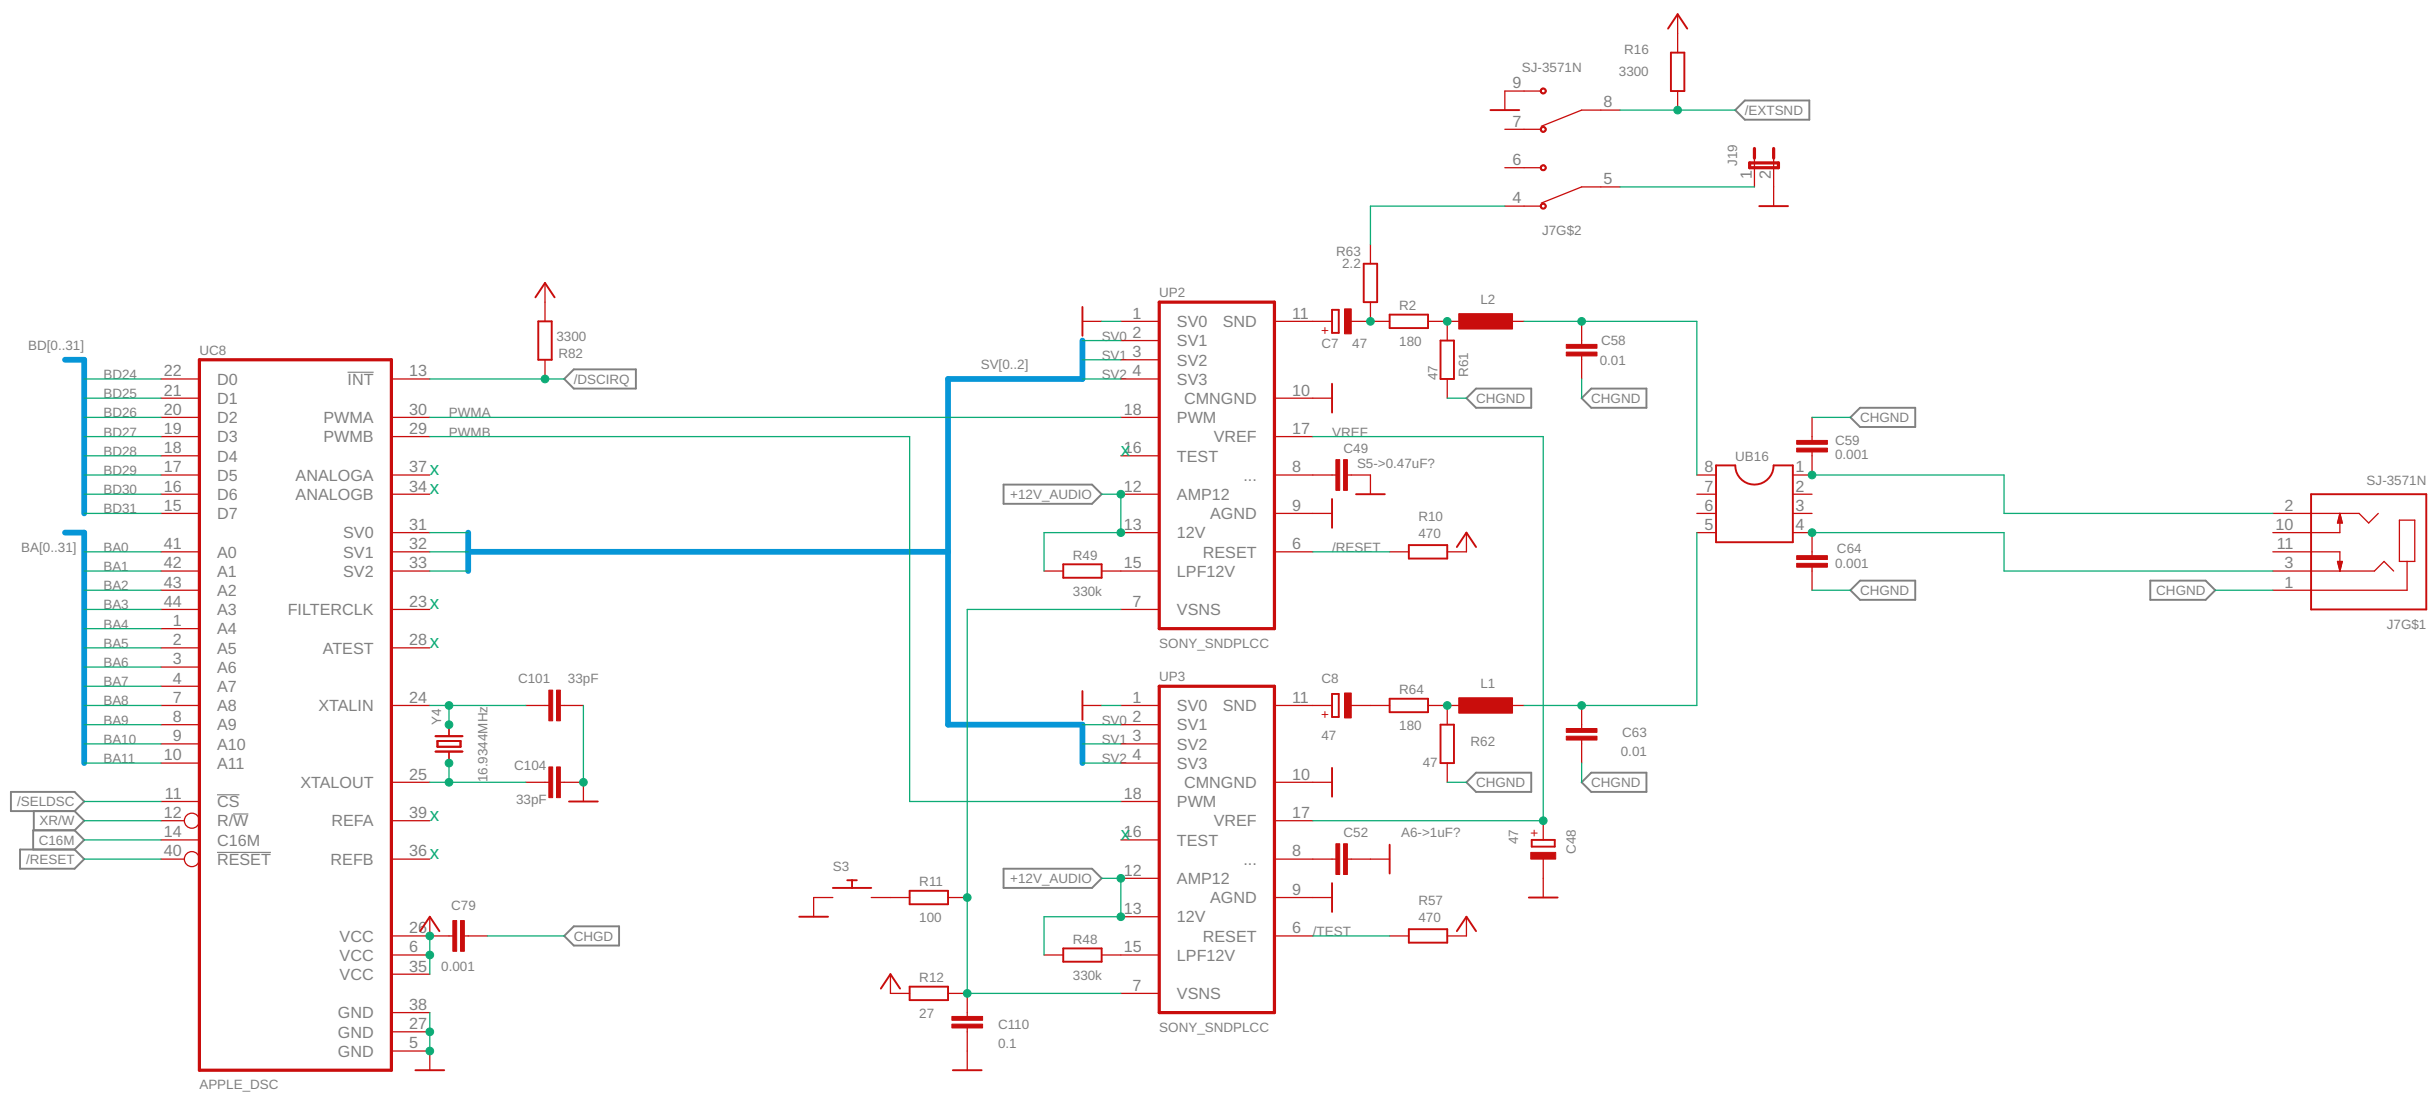 SJ-3571N
R16
3300
9
8
7
/EXTSND
6
5
4
J7G$2
J19
1
2
R63
2.2
3300
R82
/DSCIRQ
BD[0..31]
BA[0..31]
UC8
BD24 22 D0
BD25 21 D1
BD26 20 D2
BD27 19 D3
BD28 18 D4
BD29 17 D5
BD30 16 D6
BD31 15 D7
BA0 41 A0
BA1 42 A1
BA2 43 A2
BA3 44 A3
BA4 1 A4
BA5 2 A5
BA6 3 A6
BA7 4 A7
BA8 7 A8
BA9 8 A9
BA10 9 A10
BA11 10 A11
/SELDSC 11 CS
XR/W 12 R/W
C16M 14 C16M
/RESET 40 RESET
INT 13
PWMA 30 PWMA
PWMB 29 PWMB
ANALOGA 37
ANALOGB 34
SV0 31
SV1 32
SV2 33
FILTERCLK 23
ATEST 28
XTALIN 24
XTALOUT 25
REFA 39
REFB 36
VCC 26
VCC 6
VCC 35
GND 38
GND 27
GND 5
APPLE_DSC
Y4
16.9344MHz
C101 33pF
C104
33pF
C79
0.001
CHGD
SV[0..2]
UP2
1 SV0
SV0 2 SV1
SV1 3 SV2
SV2 4 SV3
18 PWM
16 TEST
+12V_AUDIO 12 AMP12
13 12V
R49
330k
15 LPF12V
7 VSNS
SND 11
CMNGND 10
VREF 17 VREF
... 8
AGND 9
RESET 6 /RESET
SONY_SNDPLCC
C7 47
+
R2
180
L2
47
R61
CHGND
C58
0.01
CHGND
C49
S5->0.47uF?
R10
470
UP3
1 SV0
SV0 2 SV1
SV1 3 SV2
SV2 4 SV3
18 PWM
16 TEST
+12V_AUDIO 12 AMP12
13 12V
R48
330k
15 LPF12V
7 VSNS
SND 11
CMNGND 10
VREF 17
... 8
AGND 9
RESET 6 /TEST
SONY_SNDPLCC
C8
+
47
R64
180
L1
47
R62
CHGND
C63
0.01
CHGND
C52
A6->1uF?
R57
470
47
+
C48
S3
R11
100
R12
27
C110
0.1
UB16
8 1
7 2
6 3
5 4
CHGND
C59
0.001
C64
0.001
CHGND
SJ-3571N
2
10
11
3
CHGND 1
J7G$1